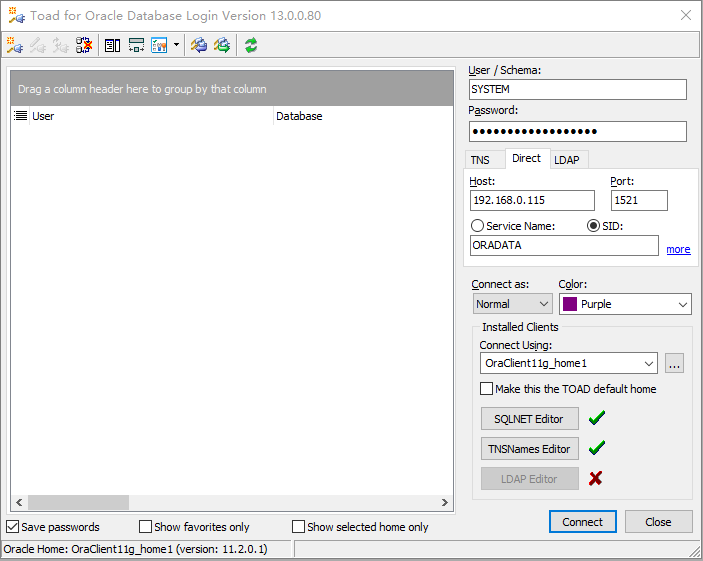 Toad for Oracle Database Login Version 13.0.0.80
Drag a column header here to group by that column
User Database
User / Schema:
SYSTEM
Password:
••••••••••••••••••
TNS Direct LDAP
Host: Port:
192.168.0.115 1521
Service Name: SID:
ORADATA more
Connect as: Color:
Normal Purple
Installed Clients
Connect Using:
OraClient11g_home1 ...
Make this the TOAD default home
SQLNET Editor
TNSNames Editor
LDAP Editor
Save passwords Show favorites only Show selected home only
Connect Close
Oracle Home: OraClient11g_home1 (version: 11.2.0.1)